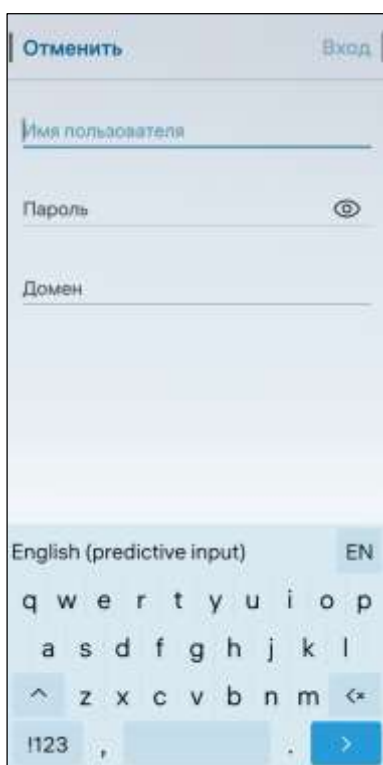 Отменить Вход
Имя пользователя
Пароль
Домен
English (predictive input) EN
q w e r t y u i o p
a s d f g h j k l
z x c v b n m
!123 , .